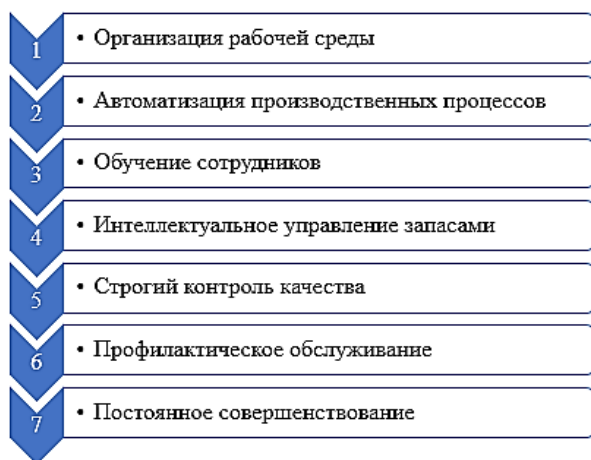 1 • Организация рабочей среды
2 • Автоматизация производственных процессов
3 • Обучение сотрудников
4 • Интеллектуальное управление запасами
5 • Строгий контроль качества
6 • Профилактическое обслуживание
7 • Постоянное совершенствование